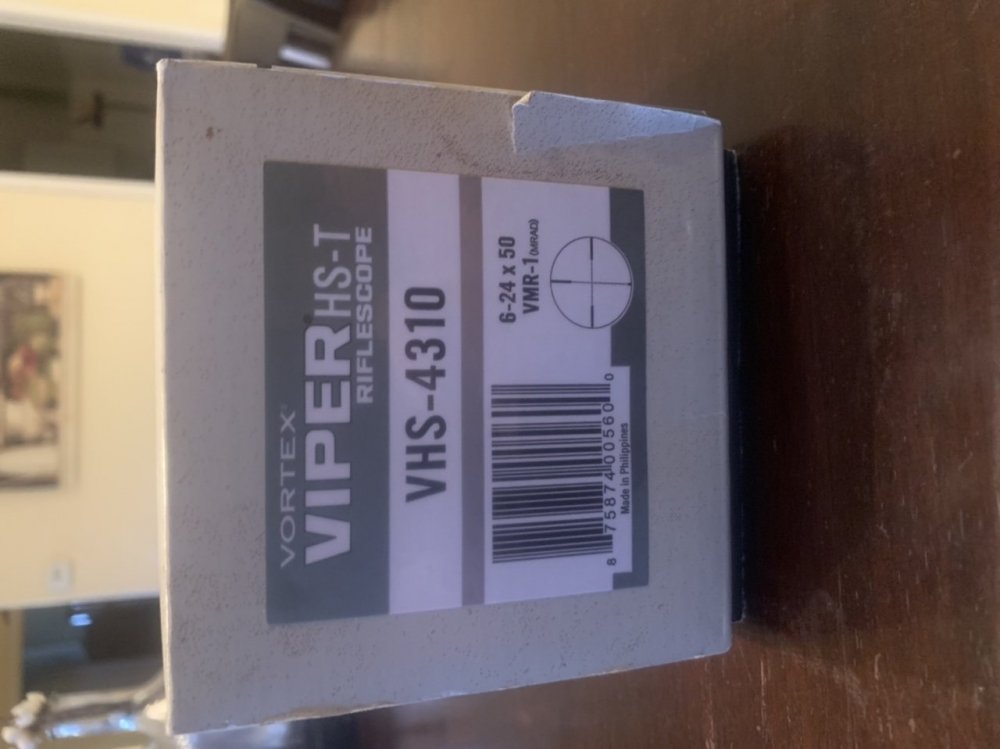 VORTEX®
VIPER® HS-T
RIFLESCOPE
VHS-4310
6-24 x 50
VMR-1 (MRAD)
8 75874 00560 0
Made in Philippines